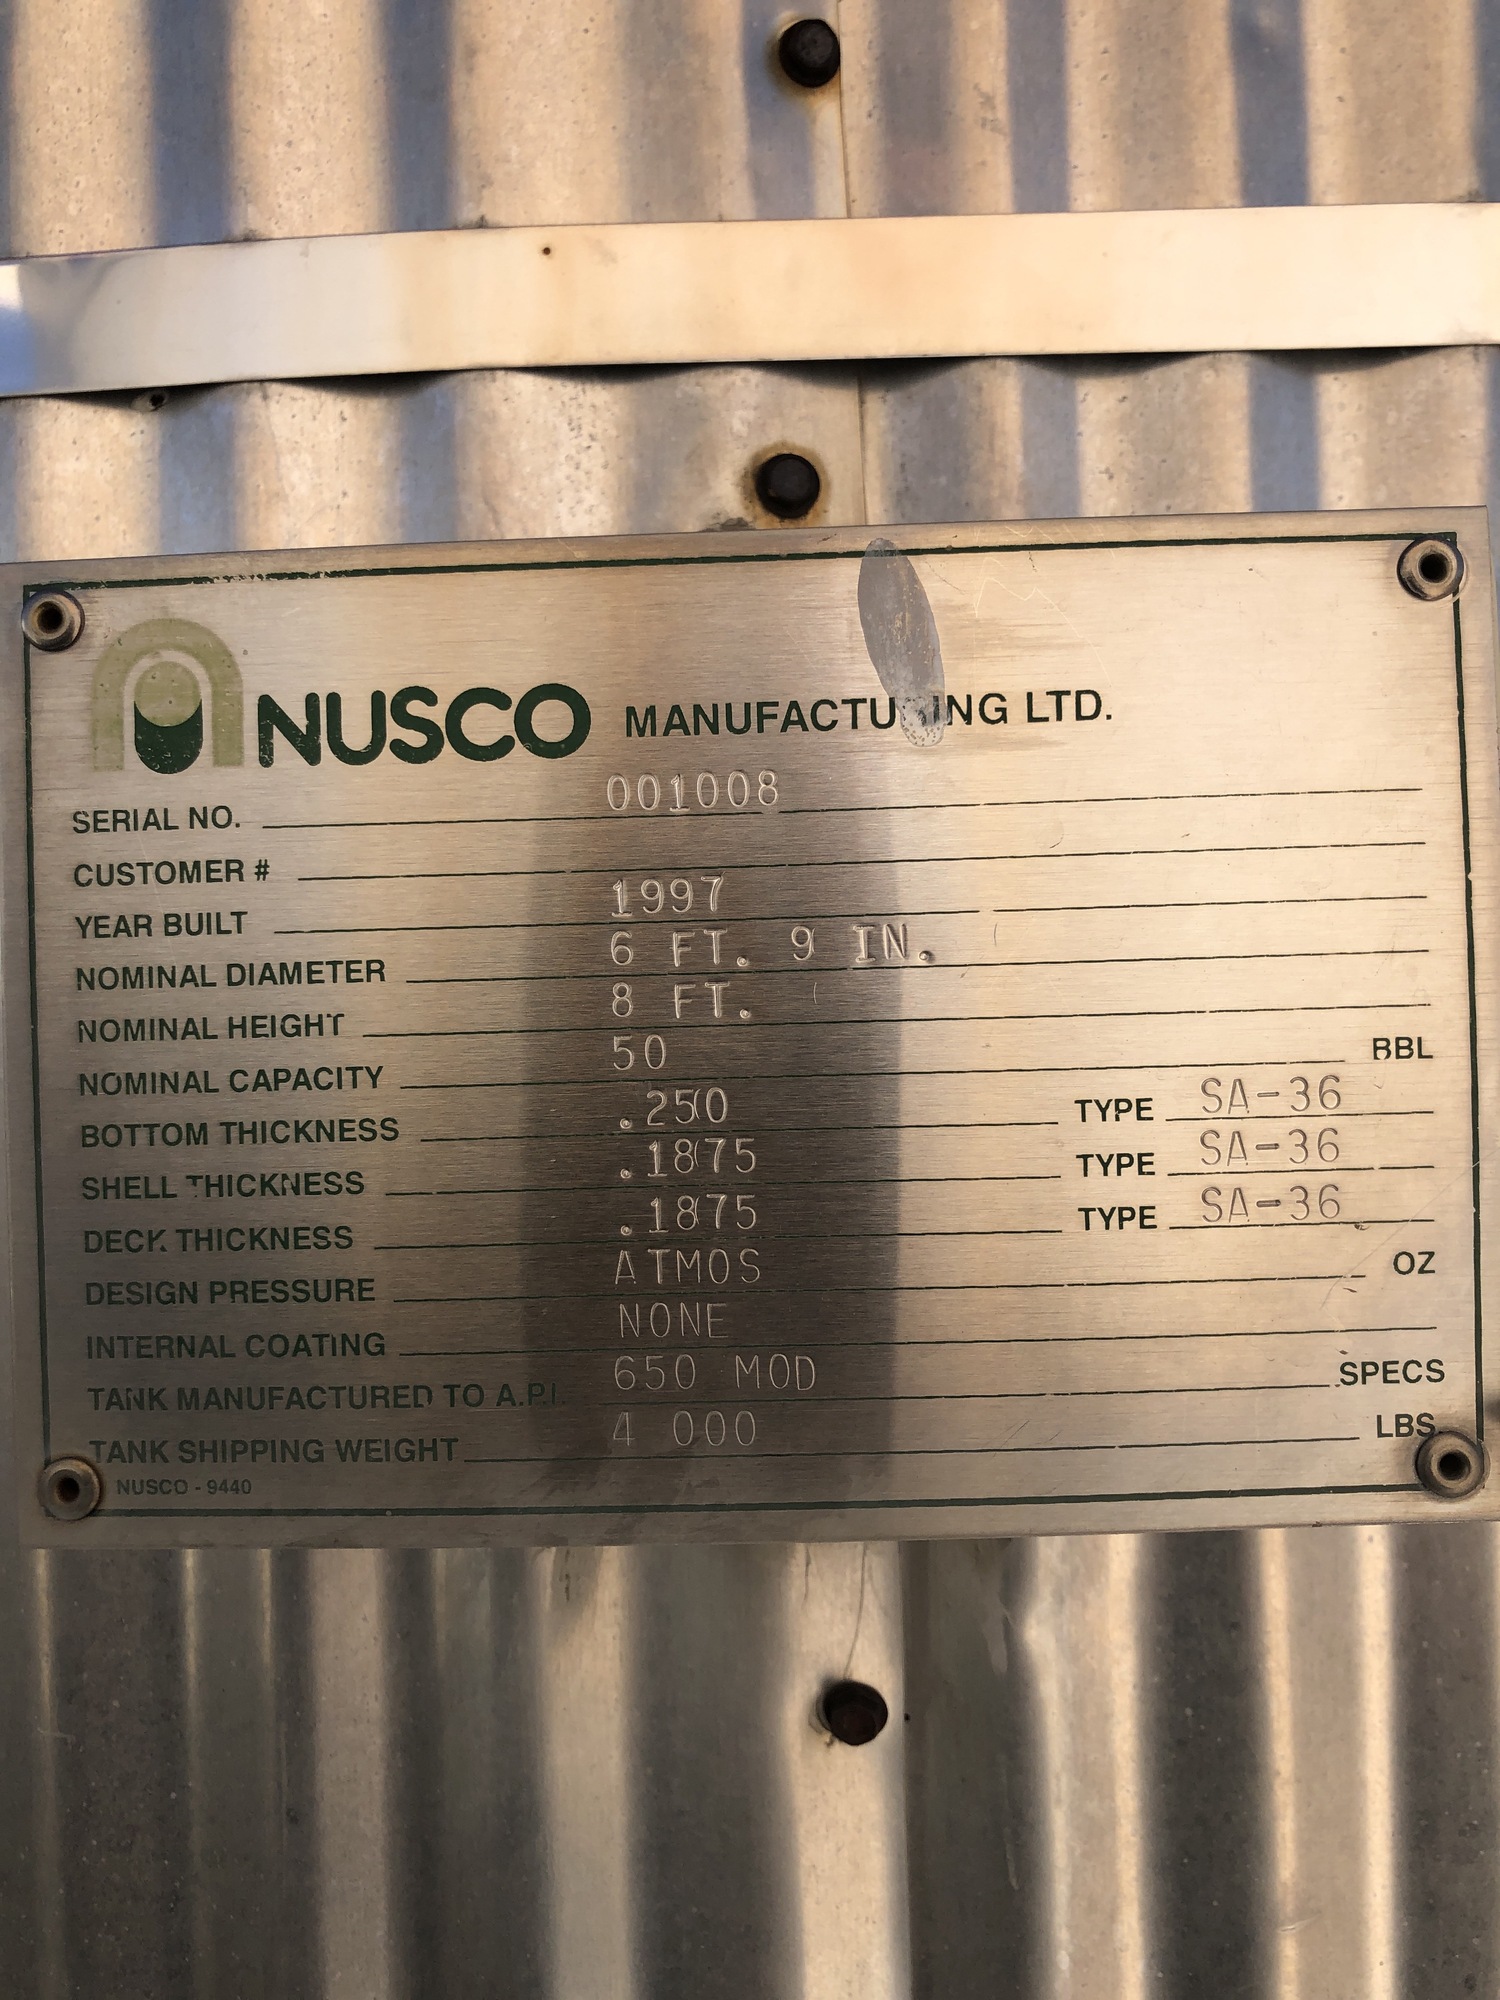 NUSCO MANUFACTURING LTD.
SERIAL NO. 001008
CUSTOMER #
YEAR BUILT 1997
NOMINAL DIAMETER 6 FT. 9 IN.
NOMINAL HEIGHT 8 FT.
NOMINAL CAPACITY 50 BBL
BOTTOM THICKNESS .250 TYPE SA-36
SHELL THICKNESS .1875 TYPE SA-36
DECK THICKNESS .1875 TYPE SA-36
DESIGN PRESSURE ATMOS OZ
INTERNAL COATING NONE
TANK MANUFACTURED TO A.P.I. 650 MOD SPECS
TANK SHIPPING WEIGHT 4 000 LBS.
NUSCO - 9440